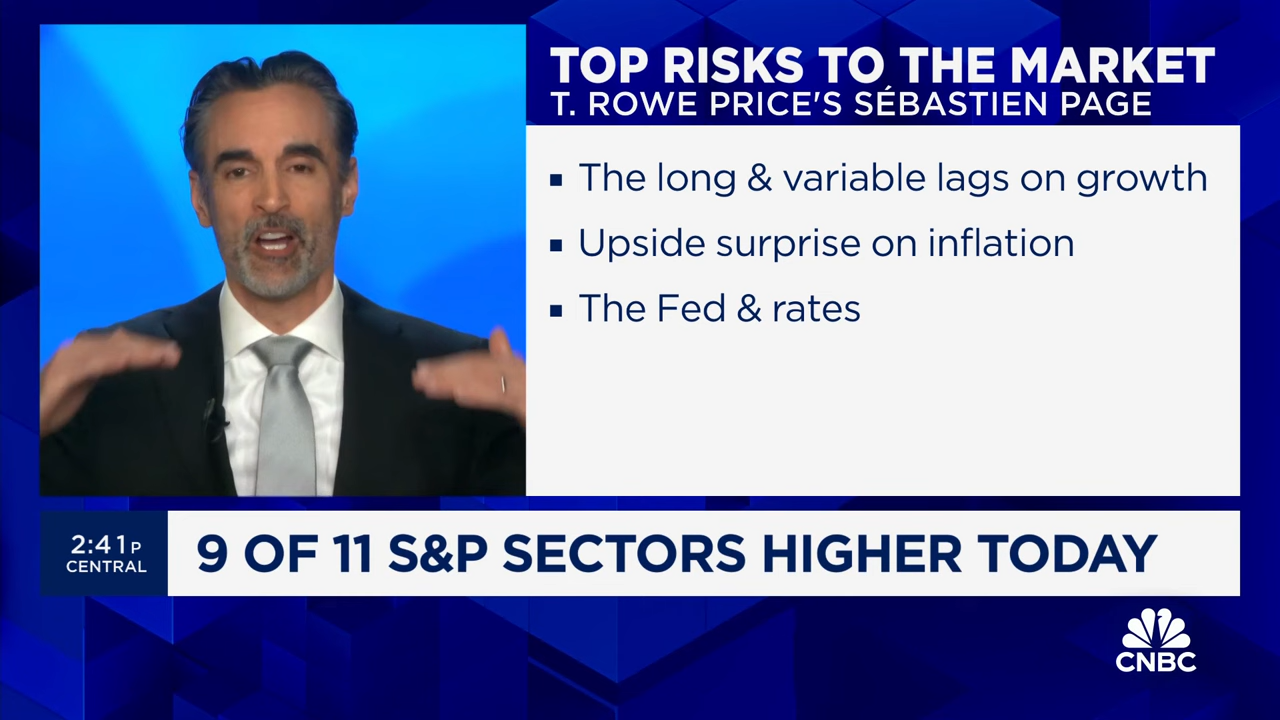 TOP RISKS TO THE MARKET
T. ROWE PRICE'S SÉBASTIEN PAGE
▪ The long & variable lags on growth
▪ Upside surprise on inflation
▪ The Fed & rates
2:41P
CENTRAL
9 OF 11 S&P SECTORS HIGHER TODAY
CNBC